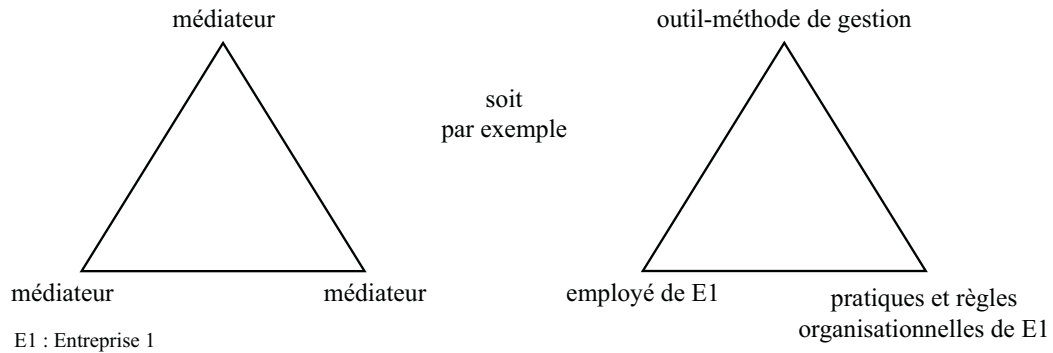 médiateur
outil-méthode de gestion
soit
par exemple
médiateur
médiateur
employé de E1
pratiques et règles
organisationnelles de E1
E1 : Entreprise 1